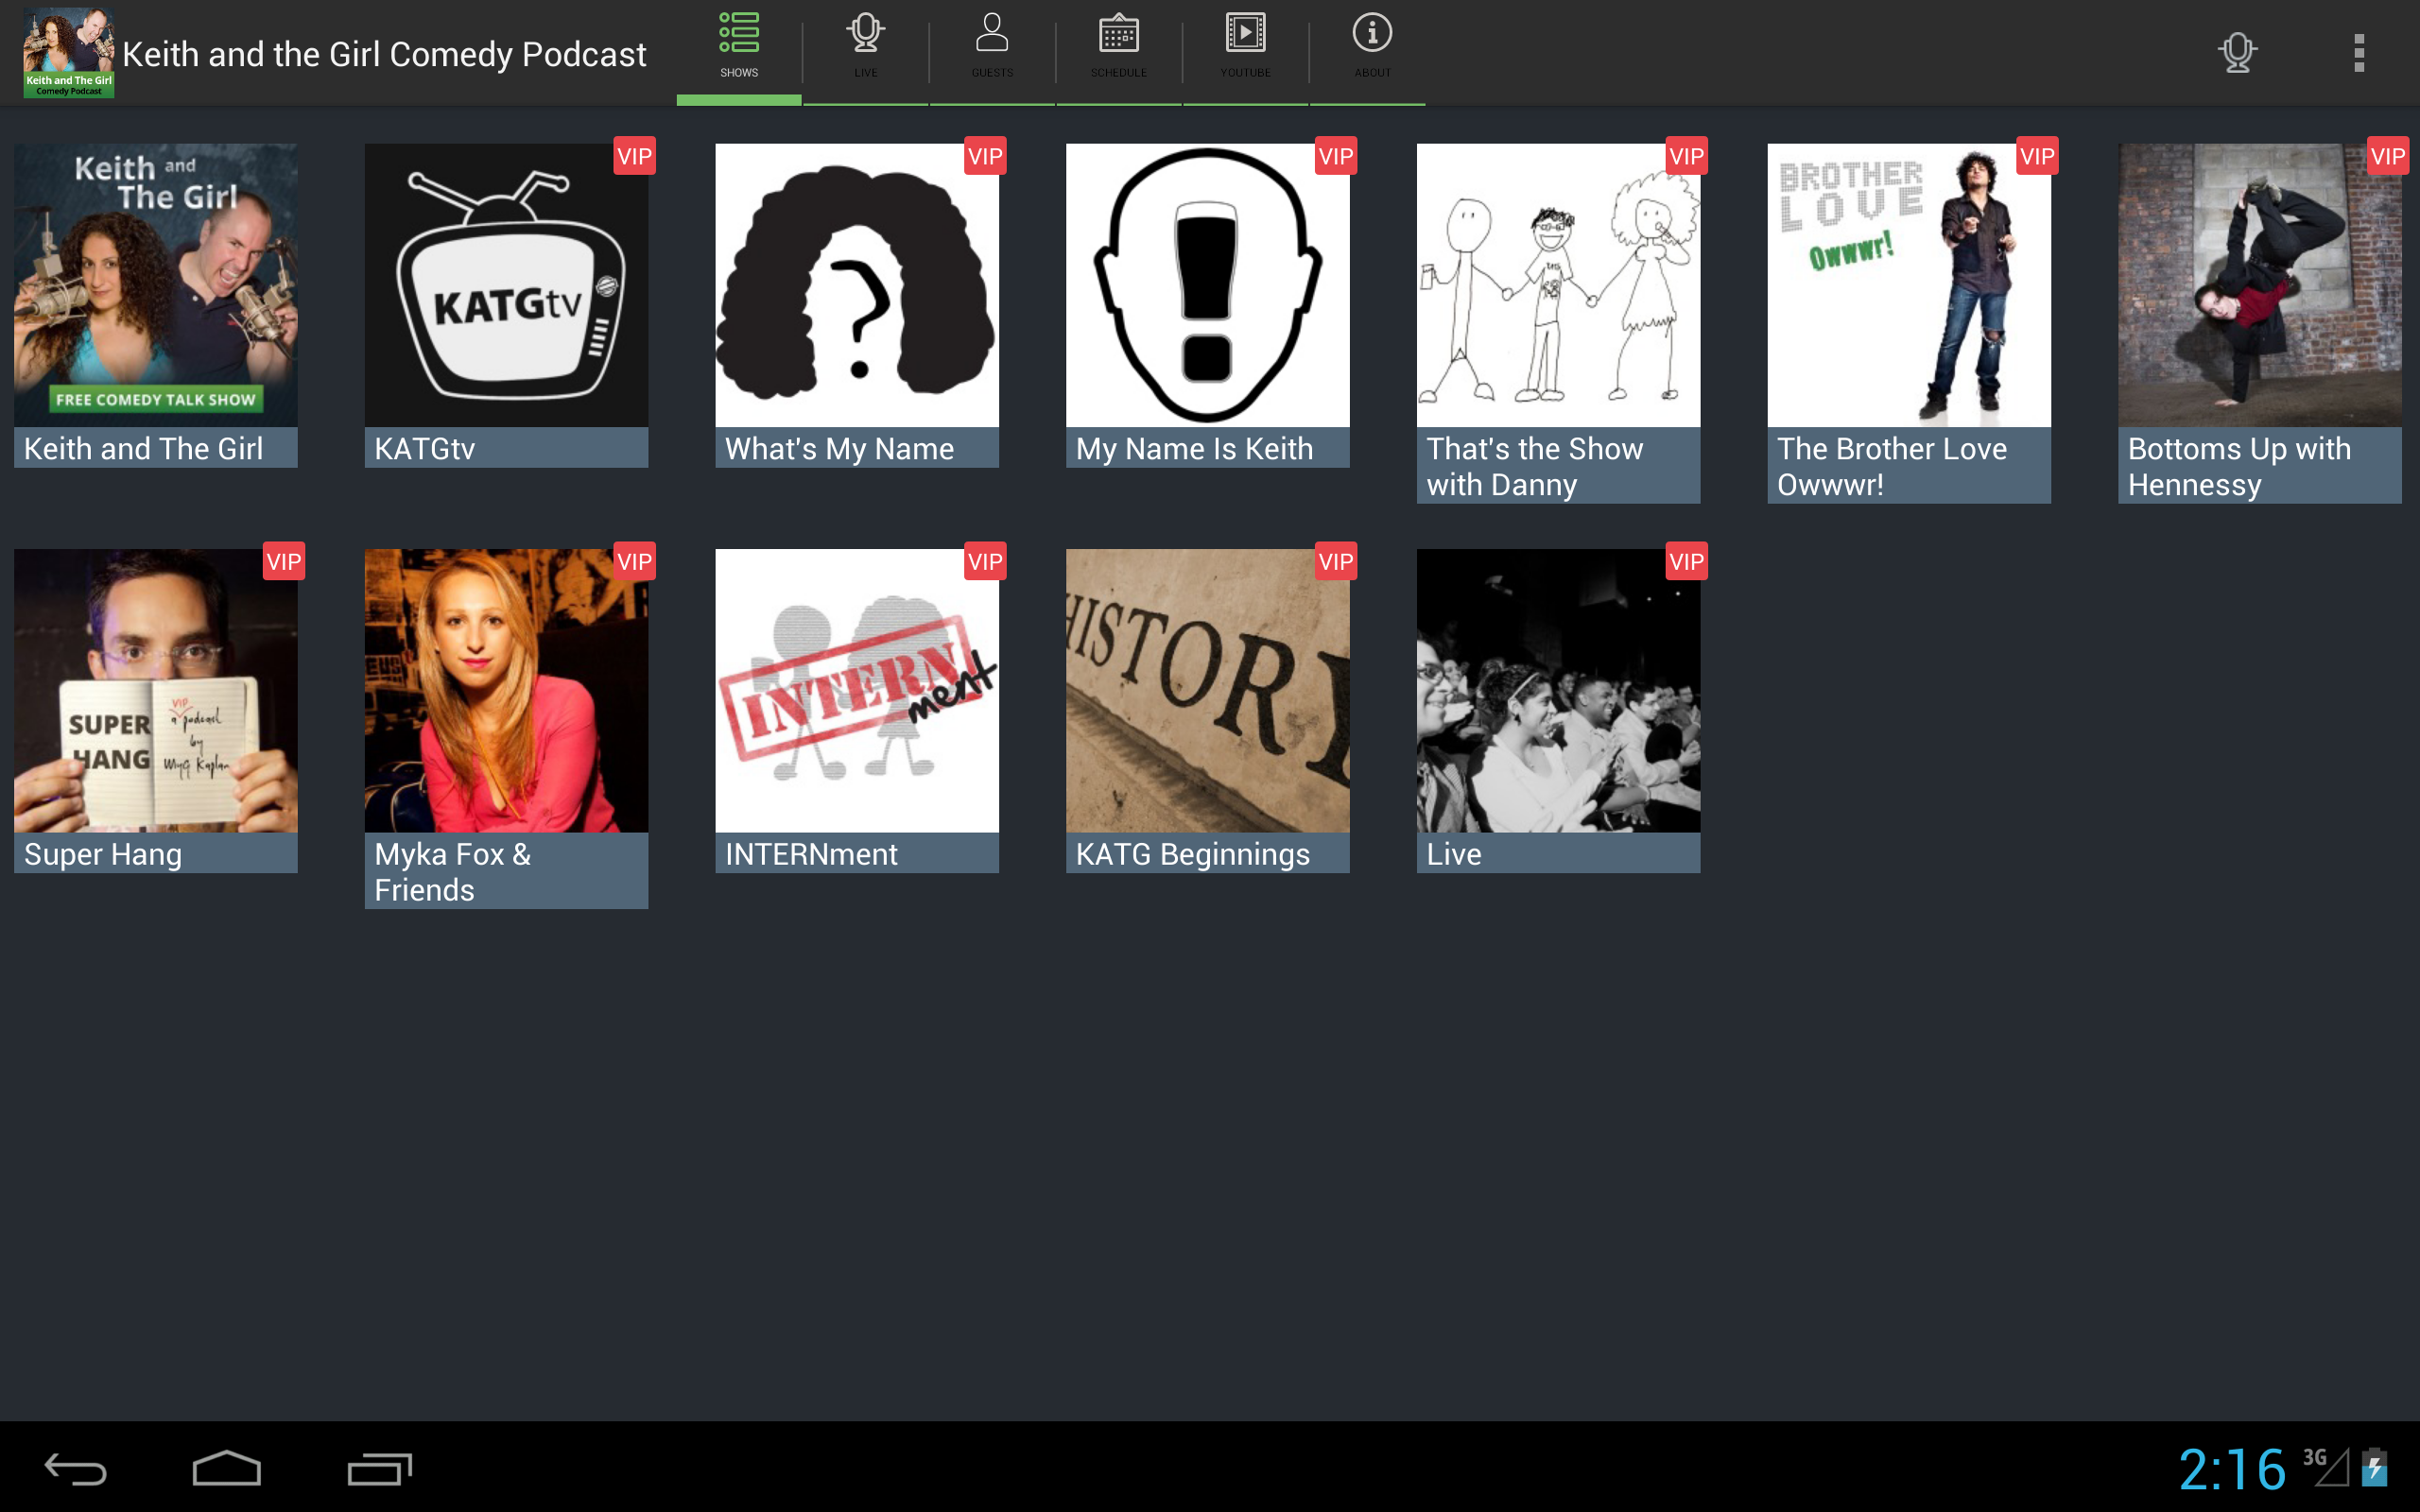 Keith and The Girl
Comedy Podcast
Keith and the Girl Comedy Podcast
SHOWS
LIVE
GUESTS
SCHEDULE
YOUTUBE
ABOUT
Keith and
The Girl
FREE COMEDY TALK SHOW
Keith and The Girl
VIP
KATGtv
KATGtv
VIP
What's My Name
VIP
My Name Is Keith
VIP
That's the Show
with Danny
VIP
BROTHER
LOVE
Owwwr!
The Brother Love
Owwwr!
VIP
Bottoms Up with
Hennessy
VIP
SUPER
HANG
VIP
a podcast
by
Myq Kaplan
Super Hang
VIP
Myka Fox &
Friends
VIP
INTERNment
INTERNment
VIP
HISTORY
KATG Beginnings
VIP
Live
2:16
3G